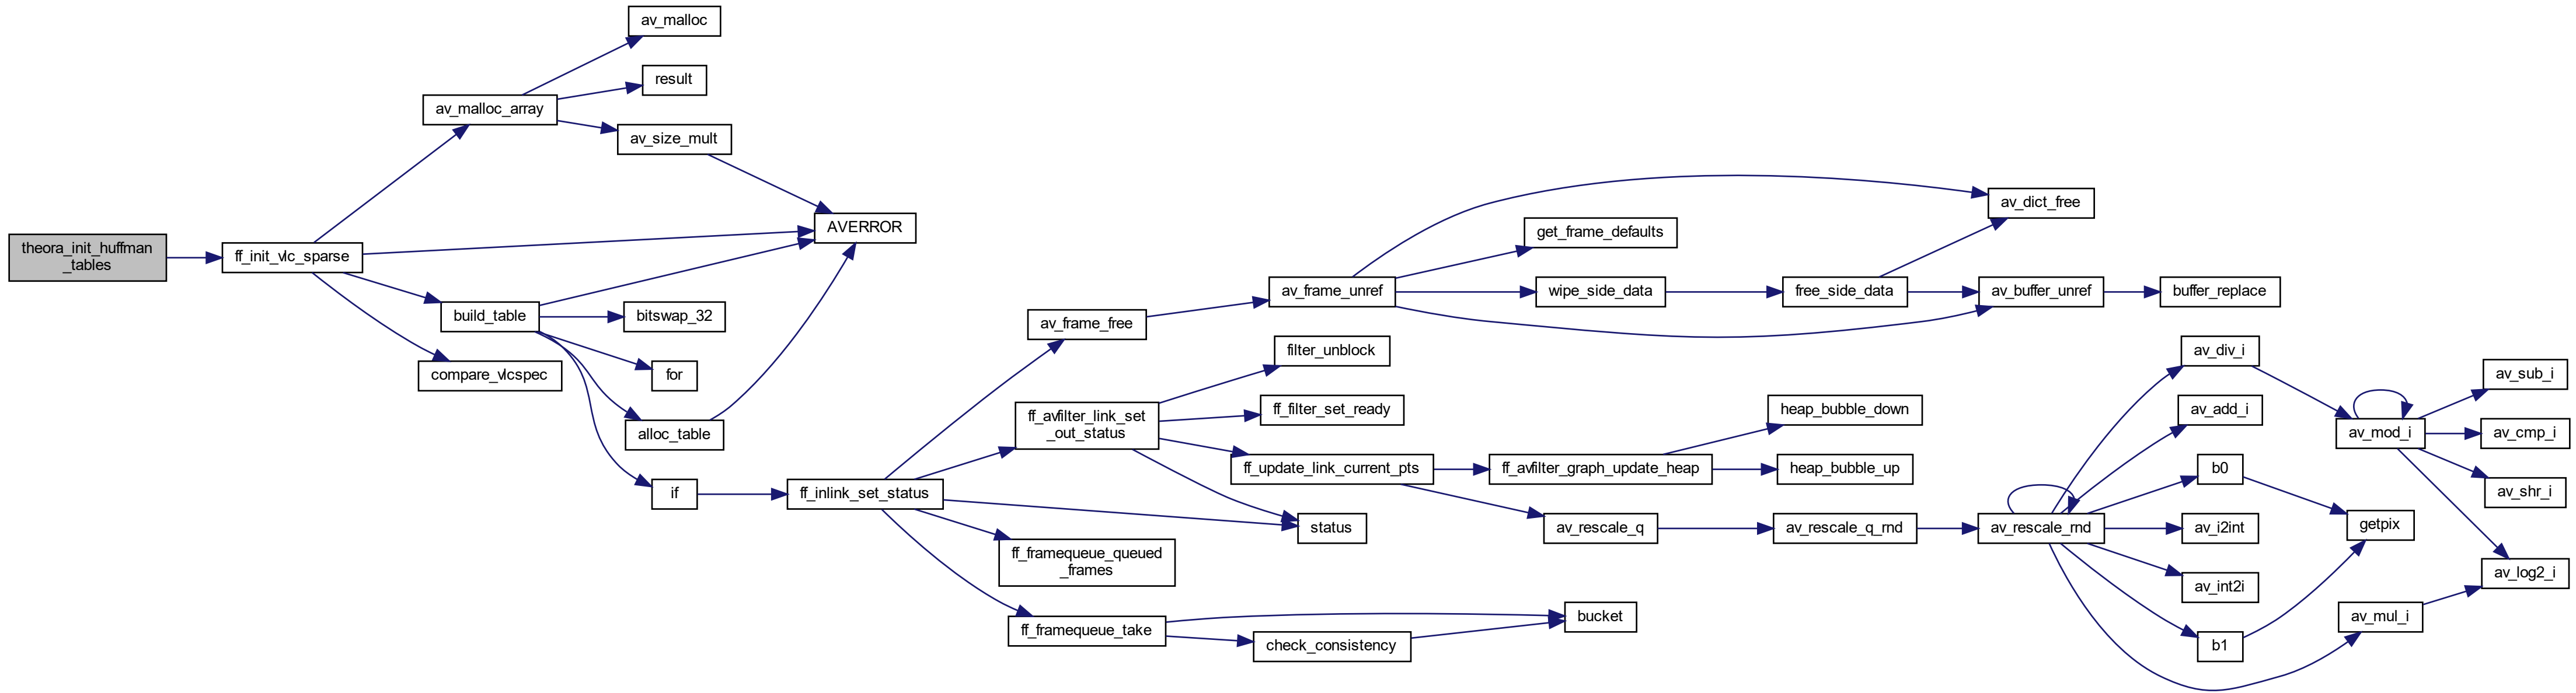 theora_init_huffman
_tables
ff_init_vlc_sparse
av_malloc_array
av_malloc
result
av_size_mult
AVERROR
build_table
bitswap_32
for
compare_vlcspec
alloc_table
if
ff_inlink_set_status
av_frame_free
av_frame_unref
av_dict_free
get_frame_defaults
wipe_side_data
free_side_data
av_buffer_unref
buffer_replace
ff_avfilter_link_set
_out_status
filter_unblock
ff_filter_set_ready
ff_update_link_current_pts
ff_avfilter_graph_update_heap
heap_bubble_down
heap_bubble_up
status
av_rescale_q
av_rescale_q_rnd
av_rescale_rnd
av_div_i
av_add_i
b0
av_i2int
av_int2i
b1
av_mod_i
av_sub_i
av_cmp_i
av_shr_i
getpix
av_log2_i
av_mul_i
ff_framequeue_queued
_frames
ff_framequeue_take
check_consistency
bucket